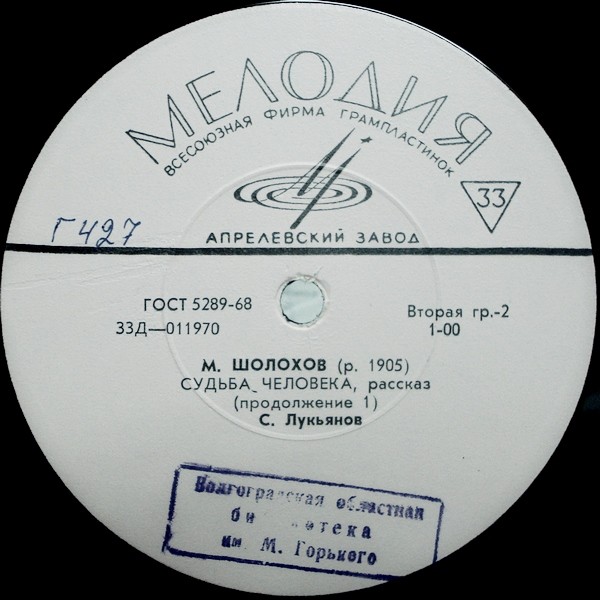 МЕЛОДИЯ
ВСЕСОЮЗНАЯ ФИРМА ГРАМПЛАСТИНОК
33
АПРЕЛЕВСКИЙ ЗАВОД
Г 427
ГОСТ 5289-68
33Д—011970
Вторая гр.-2
1-00
М. ШОЛОХОВ (р. 1905)
СУДЬБА ЧЕЛОВЕКА, рассказ
(продолжение 1)
С. Лукьянов
Волгоградская областная
им. М. Горького